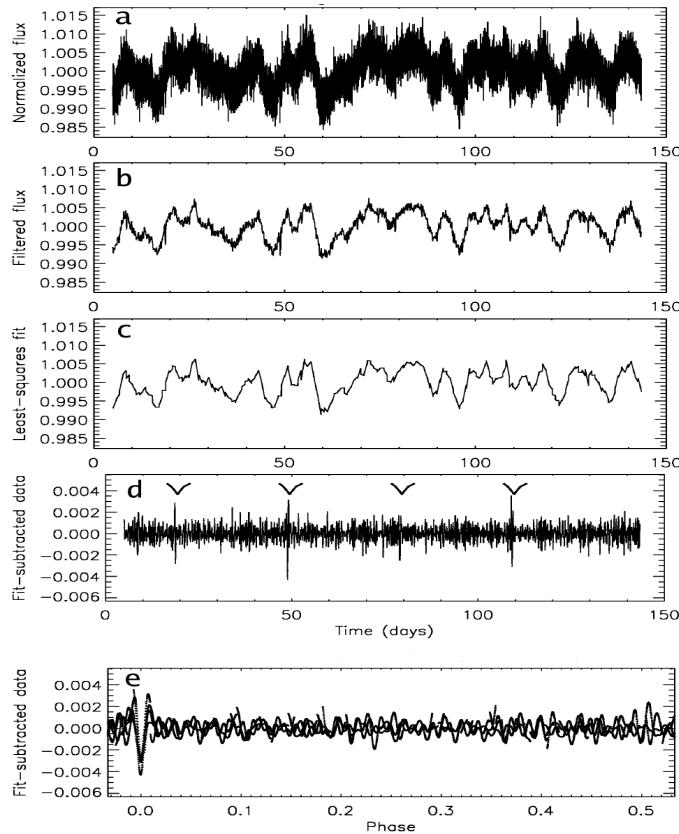 a
Normalized flux
1.015
1.010
1.005
1.000
0.995
0.990
0.985
0 50 100 150
b
Filtered flux
1.015
1.010
1.005
1.000
0.995
0.990
0.985
0 50 100 150
c
Least-squares fit
1.015
1.010
1.005
1.000
0.995
0.990
0.985
0 50 100 150
d
Fit-subtracted data
0.004
0.002
0.000
−0.002
−0.004
−0.006
0 50 100 150
Time (days)
e
Fit-subtracted data
0.004
0.002
0.000
−0.002
−0.004
−0.006
0.0 0.1 0.2 0.3 0.4 0.5
Phase